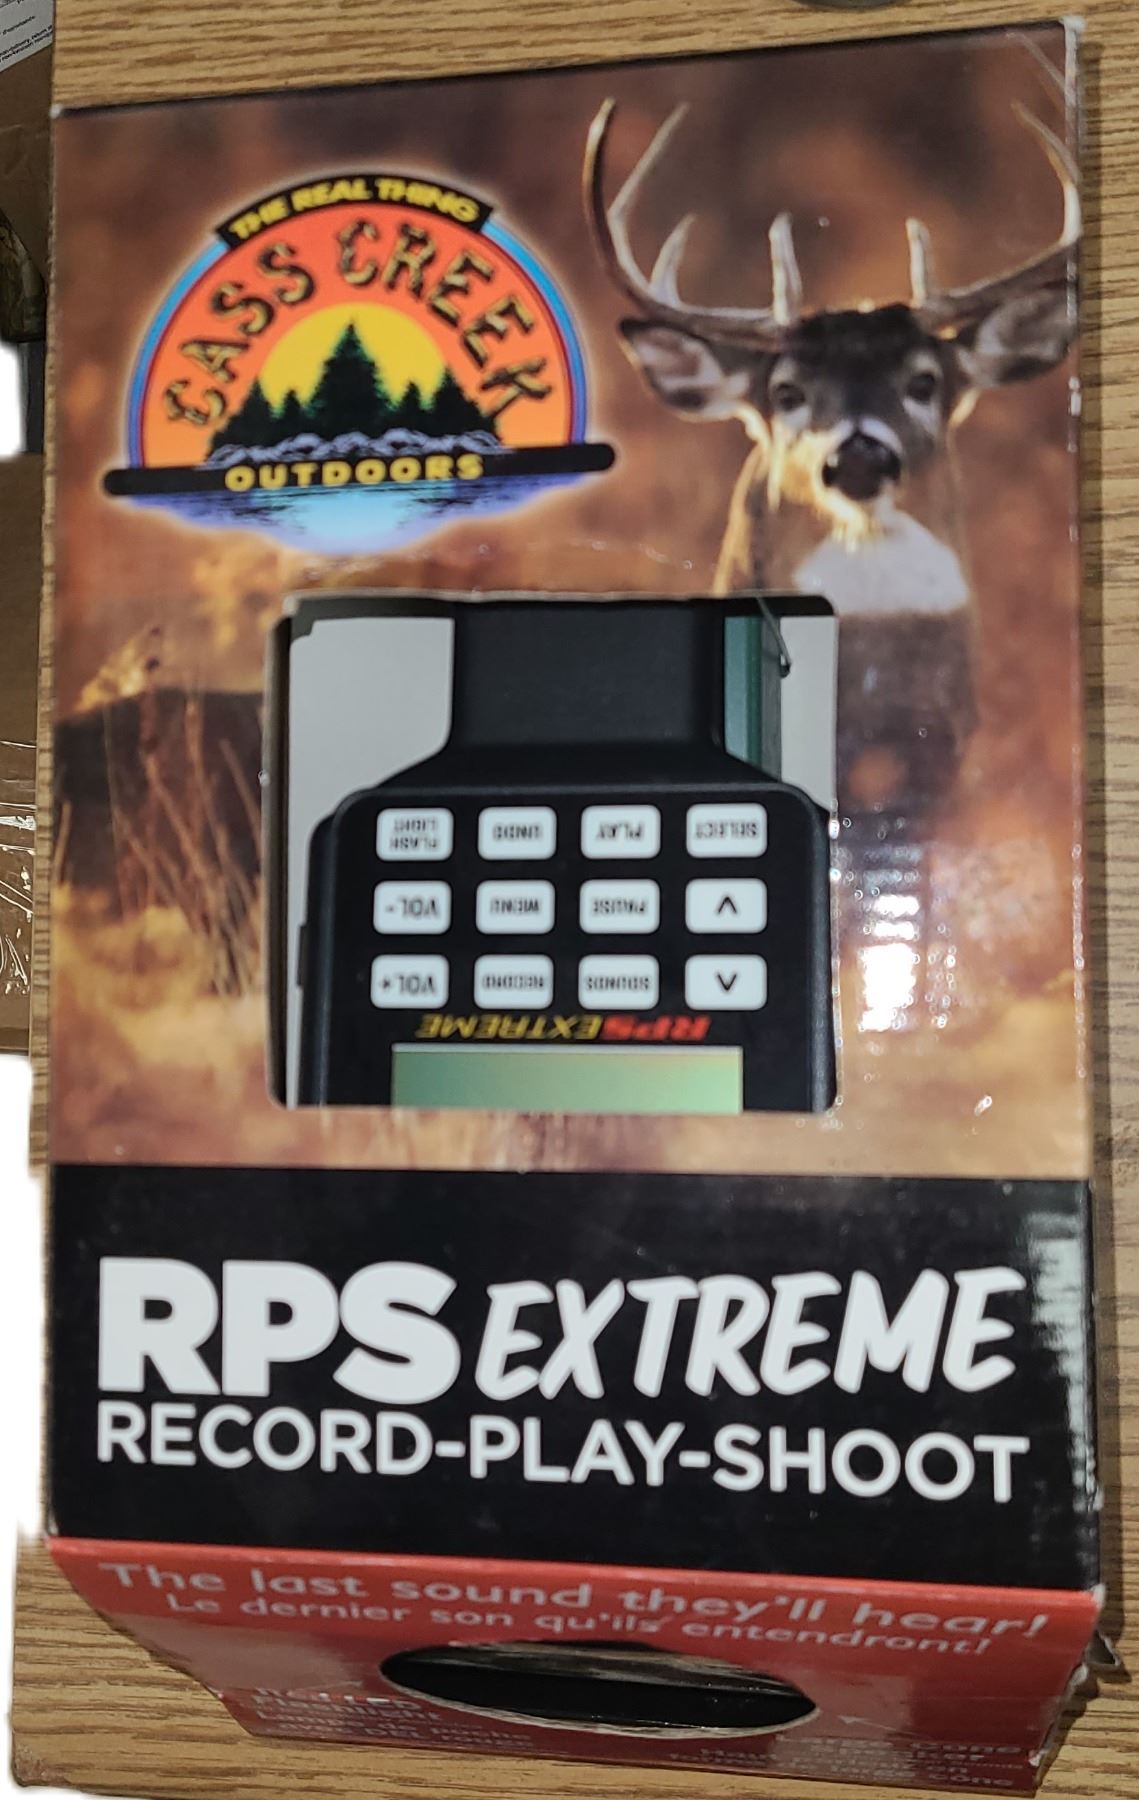 THE REAL THING
CASS CREEK
OUTDOORS
FLASH LIGHT
UNDO
PLAY
SELECT
VOL-
MENU
PAUSE
VOL+
RECORD
SOUNDS
RPS EXTREME
RPS EXTREME
RECORD-PLAY-SHOOT
The last sound they'll hear!
Le dernier son qu'ils entendront!